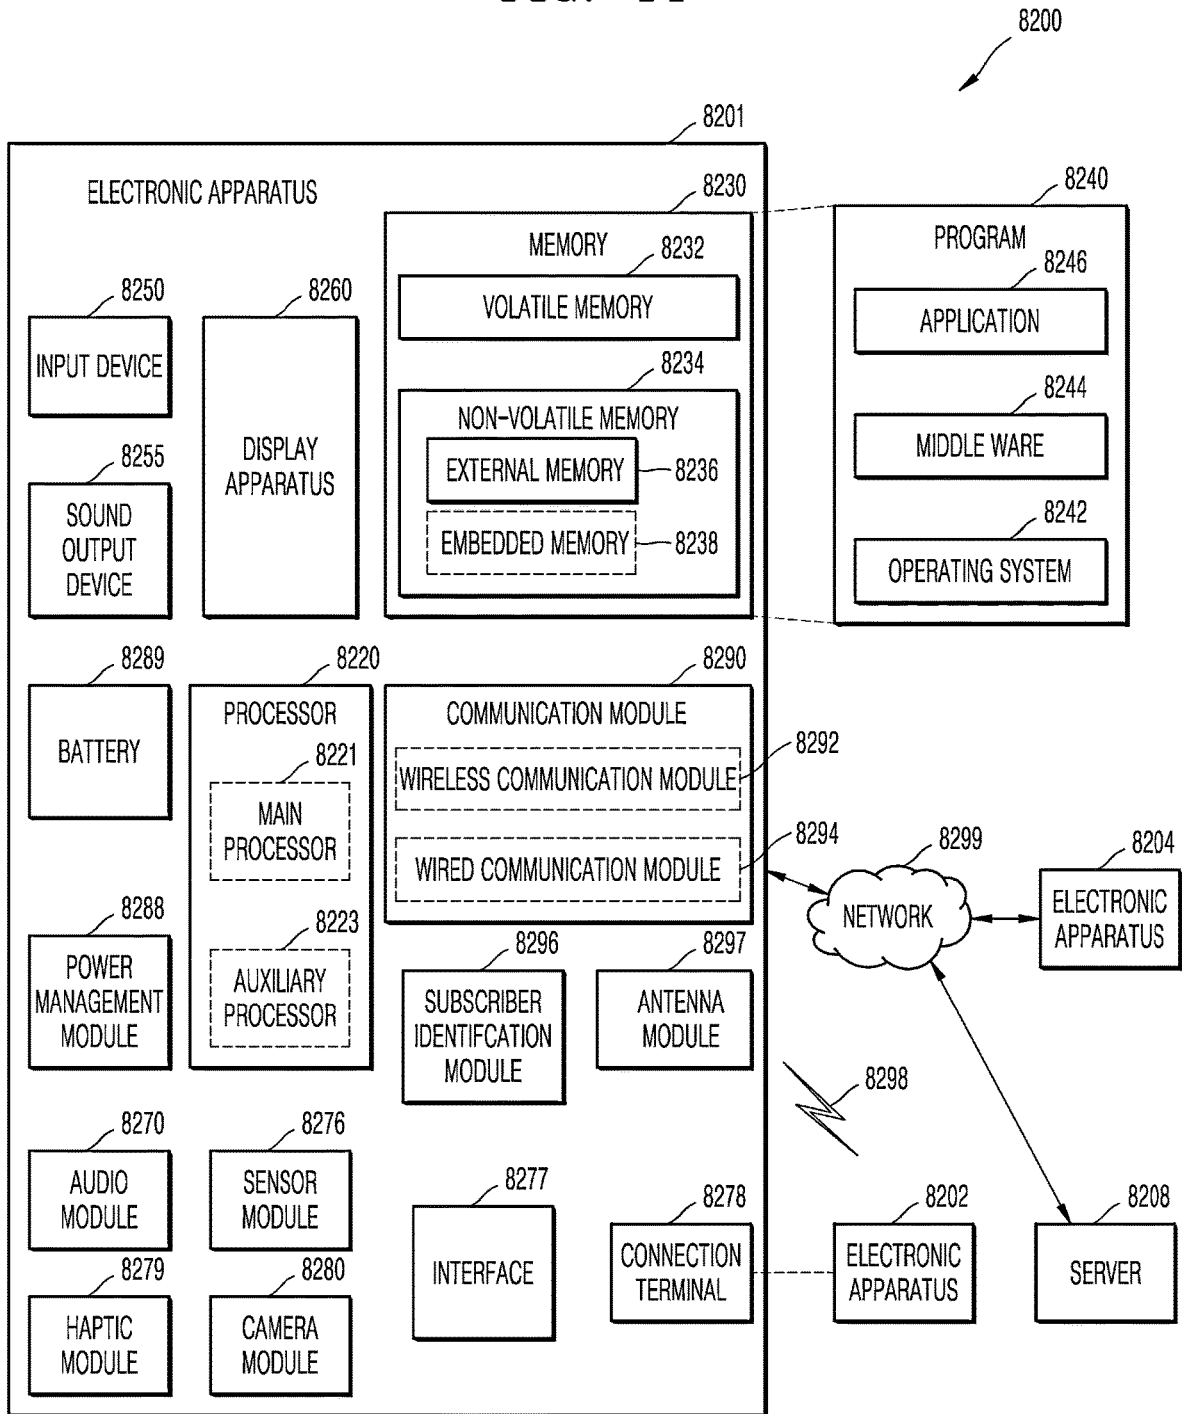 8200
8201
ELECTRONIC APPARATUS
8230
MEMORY
8232
VOLATILE MEMORY
8234
NON-VOLATILE MEMORY
EXTERNAL MEMORY
8236
EMBEDDED MEMORY
8238
8240
PROGRAM
8246
APPLICATION
8244
MIDDLE WARE
8242
OPERATING SYSTEM
8250
INPUT DEVICE
8260
DISPLAY
APPARATUS
8255
SOUND
OUTPUT
DEVICE
8289
BATTERY
8220
PROCESSOR
8221
MAIN
PROCESSOR
8223
AUXILIARY
PROCESSOR
8290
COMMUNICATION MODULE
8292
WIRELESS COMMUNICATION MODULE
8294
WIRED COMMUNICATION MODULE
8299
NETWORK
8204
ELECTRONIC
APPARATUS
8288
POWER
MANAGEMENT
MODULE
8296
SUBSCRIBER
IDENTIFCATION
MODULE
8297
ANTENNA
MODULE
8298
8270
AUDIO
MODULE
8276
SENSOR
MODULE
8277
INTERFACE
8278
CONNECTION
TERMINAL
8202
ELECTRONIC
APPARATUS
8208
SERVER
8279
HAPTIC
MODULE
8280
CAMERA
MODULE